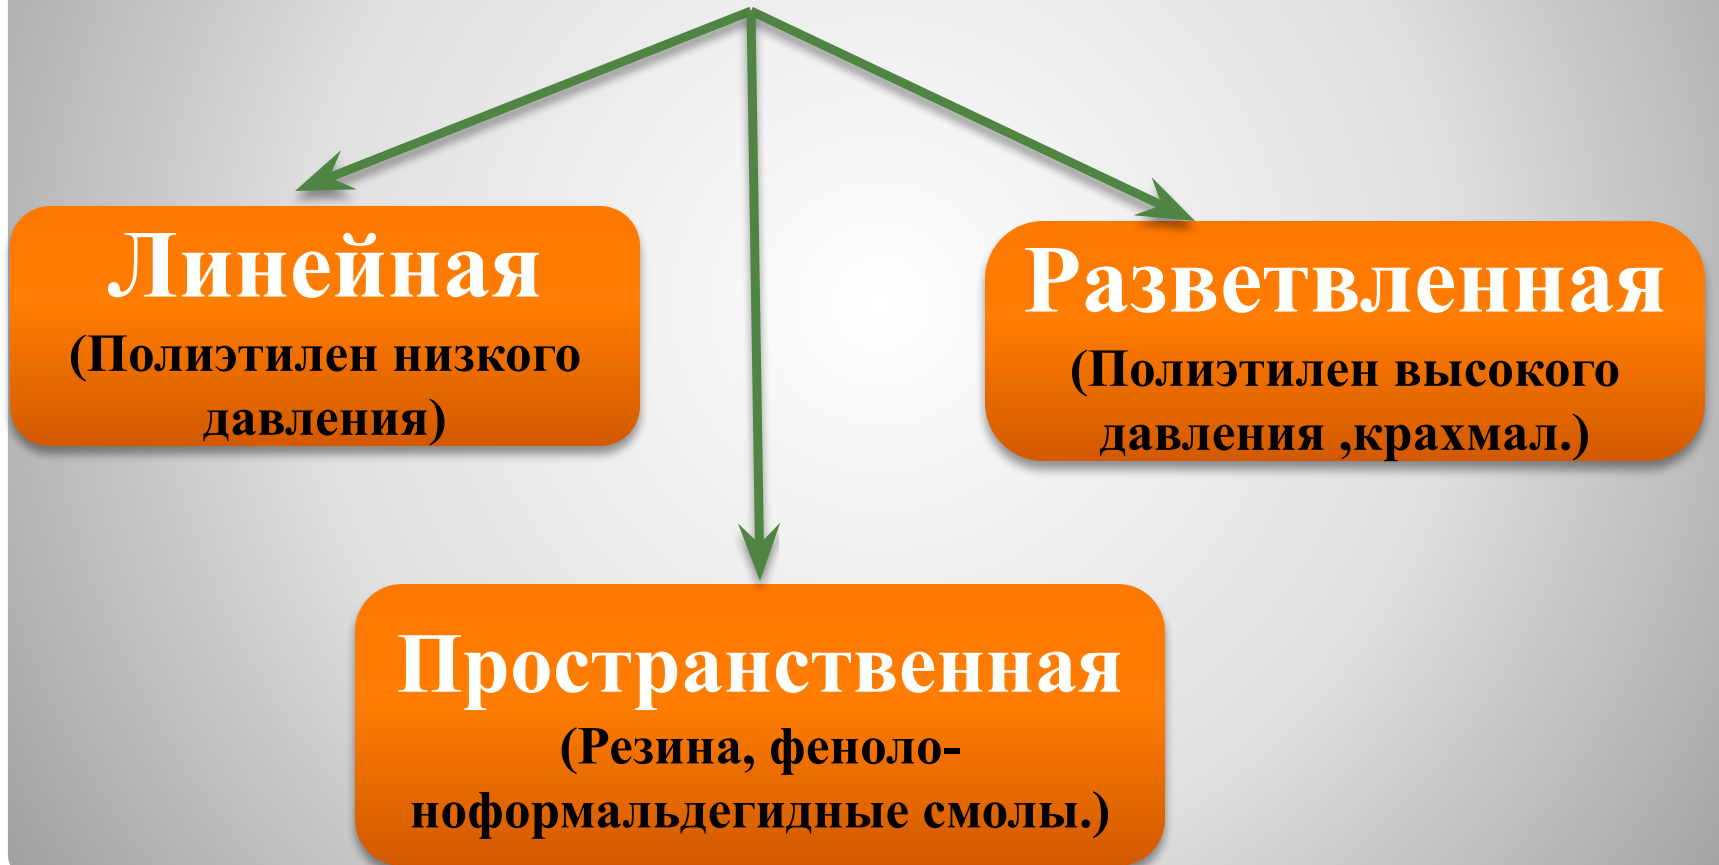 Линейная
(Полиэтилен низкого
давления)
Разветвленная
(Полиэтилен высокого
давления ,крахмал.)
Пространственная
(Резина, феноло-
ноформальдегидные смолы.)